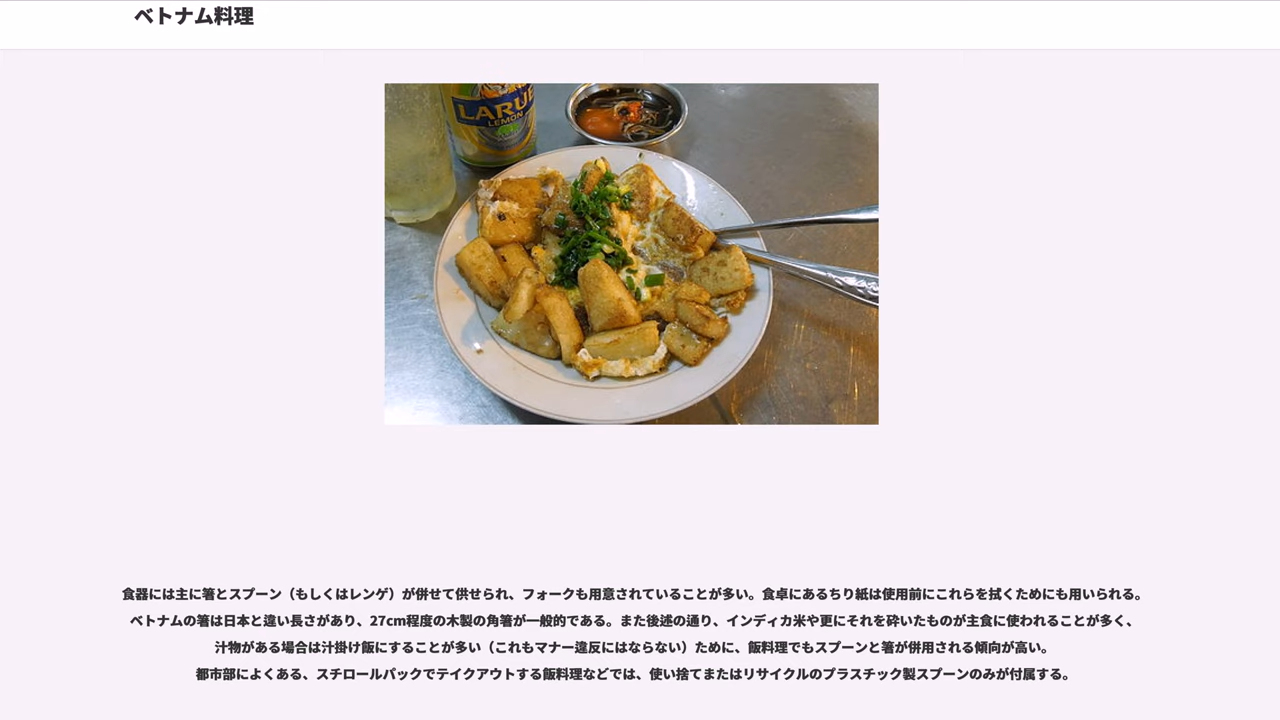 ベトナム料理
LARUE
LEMON
食器には主に箸とスプーン（もしくはレンゲ）が併せて供せられ、フォークも用意されていることが多い。食卓にあるちり紙は使用前にこれらを拭くためにも用いられる。
ベトナムの箸は日本と違い長さがあり、27cm程度の木製の角箸が一般的である。また後述の通り、インディカ米や更にそれを砕いたものが主食に使われることが多く、
汁物がある場合は汁掛け飯にすることが多い（これもマナー違反にはならない）ために、飯料理でもスプーンと箸が併用される傾向が高い。
都市部によくある、スチロールパックでテイクアウトする飯料理などでは、使い捨てまたはリサイクルのプラスチック製スプーンのみが付属する。